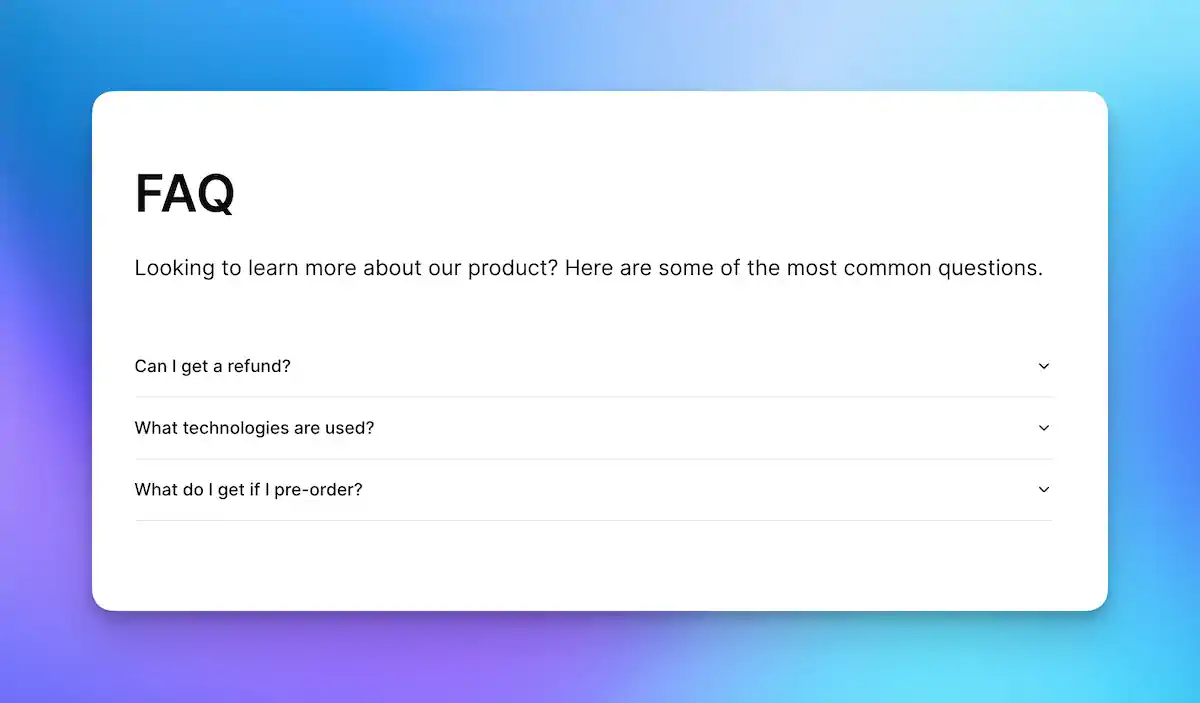 FAQ
Looking to learn more about our product? Here are some of the most common questions.
Can I get a refund?
What technologies are used?
What do I get if I pre-order?